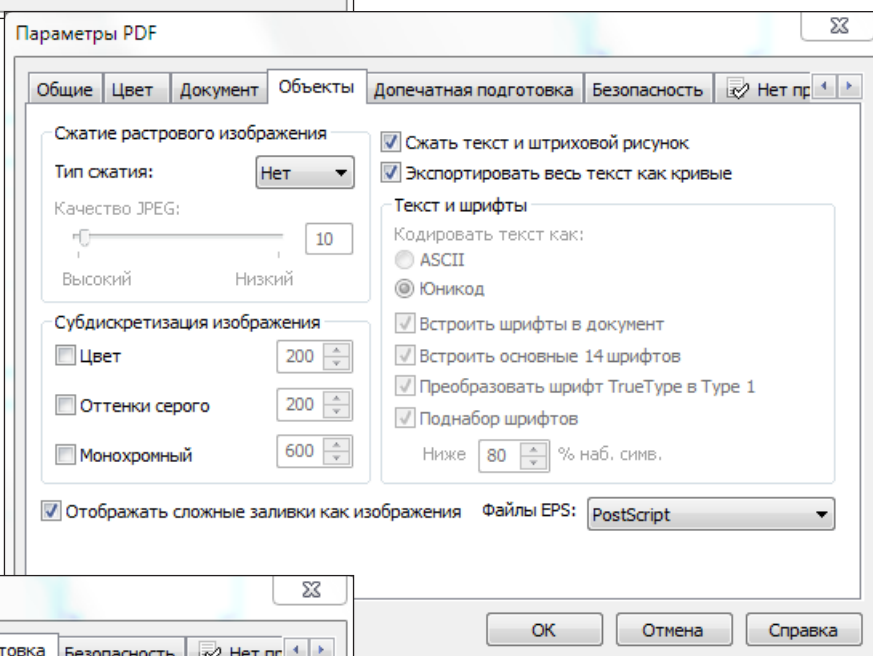 Параметры PDF
Общие Цвет Документ Объекты Допечатная подготовка Безопасность Нет пр
Сжатие растрового изображения
Тип сжатия: Нет
Качество JPEG:
10
Высокий Низкий
Субдискретизация изображения
Цвет 200
Оттенки серого 200
Монохромный 600
Сжать текст и штриховой рисунок
Экспортировать весь текст как кривые
Текст и шрифты
Кодировать текст как:
ASCII
Юникод
Встроить шрифты в документ
Встроить основные 14 шрифтов
Преобразовать шрифт TrueType в Type 1
Поднабор шрифтов
Ниже 80 % наб. симв.
Отображать сложные заливки как изображения Файлы EPS: PostScript
OK Отмена Справка
товка Безопасность Нет пр